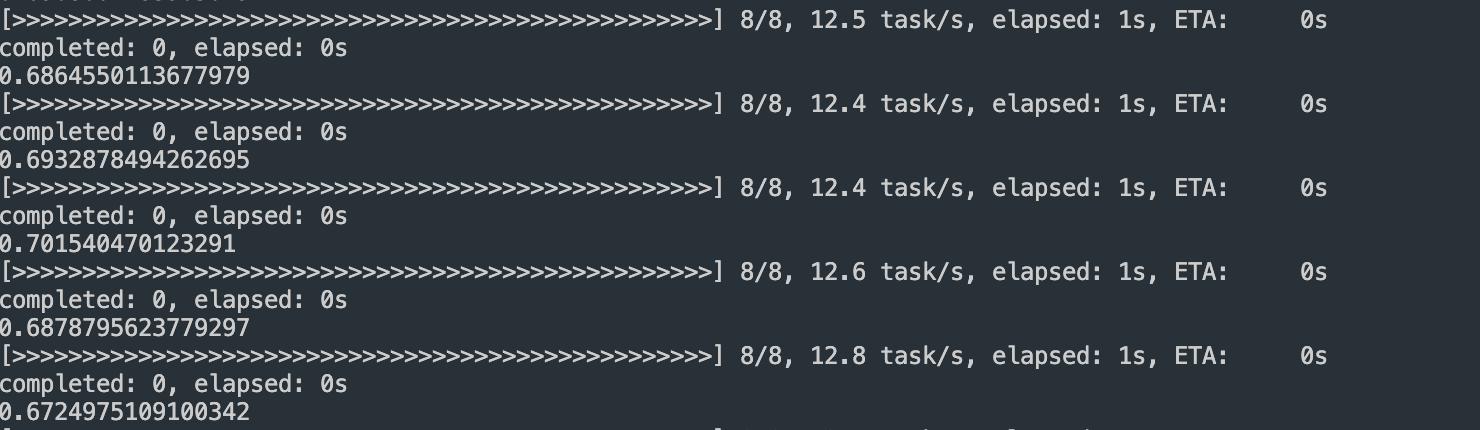 [>>>>>>>>>>>>>>>>>>>>>>>>>>>>>>>>>>>>>>>>>>>>>>>>>>] 8/8, 12.5 task/s, elapsed: 1s, ETA:     0s
completed: 0, elapsed: 0s
0.6864550113677979
[>>>>>>>>>>>>>>>>>>>>>>>>>>>>>>>>>>>>>>>>>>>>>>>>>>] 8/8, 12.4 task/s, elapsed: 1s, ETA:     0s
completed: 0, elapsed: 0s
0.6932878494262695
[>>>>>>>>>>>>>>>>>>>>>>>>>>>>>>>>>>>>>>>>>>>>>>>>>>] 8/8, 12.4 task/s, elapsed: 1s, ETA:     0s
completed: 0, elapsed: 0s
0.701540470123291
[>>>>>>>>>>>>>>>>>>>>>>>>>>>>>>>>>>>>>>>>>>>>>>>>>>] 8/8, 12.6 task/s, elapsed: 1s, ETA:     0s
completed: 0, elapsed: 0s
0.6878795623779297
[>>>>>>>>>>>>>>>>>>>>>>>>>>>>>>>>>>>>>>>>>>>>>>>>>>] 8/8, 12.8 task/s, elapsed: 1s, ETA:     0s
completed: 0, elapsed: 0s
0.6724975109100342